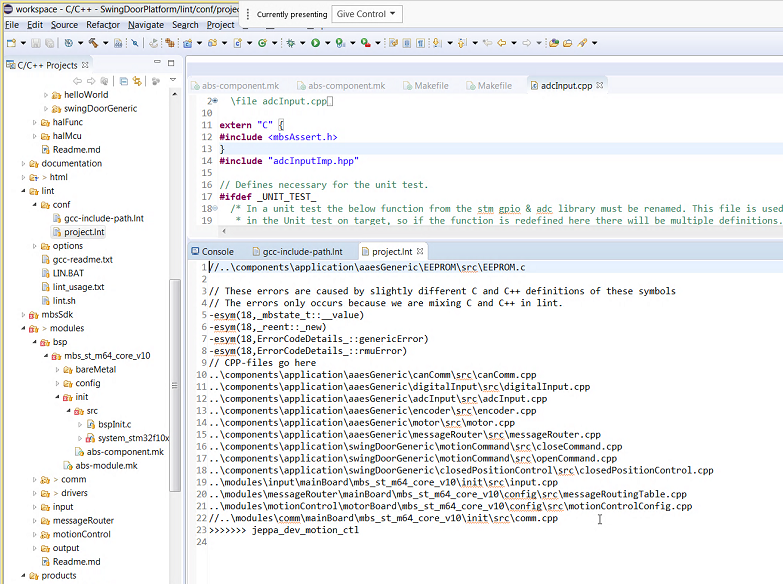 workspace - C/C++ - SwingDoorPlatform/lint/conf/projec
Currently presenting
Give Control
File Edit Source Refactor Navigate Search Project
C/C++ Projects
helloWorld
swingDoorGeneric
halFunc
halMcu
Readme.md
documentation
> html
lint
conf
gcc-include-path.lnt
project.lnt
options
gcc-readme.txt
LIN.BAT
lint_usage.txt
lint.sh
mbsSdk
> modules
bsp
mbs_st_m64_core_v10
bareMetal
config
init
src
bspInit.c
system_stm32f10x
abs-component.mk
abs-module.mk
> comm
> drivers
input
messageRouter
motionControl
output
Readme.md
products
abs-component.mk
abs-component.mk
Makefile
Makefile
adcInput.cpp
2 \file adcInput.cpp
10
11 extern "C" {
12 #include <mbsAssert.h>
13 }
14 #include "adcInputImp.hpp"
15
16 // Defines necessary for the unit test.
17 #ifdef _UNIT_TEST_
18 /* In a unit test the below function from the stm gpio & adc library must be renamed. This file is used
19 * in the Unit test on target, so if the function is redefined here there will be multiple definitions.
Console
gcc-include-path.lnt
project.lnt
1 //..\components\application\aaesGeneric\EEPROM\src\EEPROM.c
2
3 // These errors are caused by slightly different C and C++ definitions of these symbols
4 // The errors only occurs because we are mixing C and C++ in lint.
5 -esym(18,_mbstate_t::__value)
6 -esym(18,_reent::_new)
7 -esym(18,ErrorCodeDetails_::genericError)
8 -esym(18,ErrorCodeDetails_::rmuError)
9 // CPP-files go here
10 ..\components\application\aaesGeneric\canComm\src\canComm.cpp
11 ..\components\application\aaesGeneric\digitalInput\src\digitalInput.cpp
12 ..\components\application\aaesGeneric\adcInput\src\adcInput.cpp
13 ..\components\application\aaesGeneric\encoder\src\encoder.cpp
14 ..\components\application\aaesGeneric\motor\src\motor.cpp
15 ..\components\application\aaesGeneric\messageRouter\src\messageRouter.cpp
16 ..\components\application\swingDoorGeneric\motionCommand\src\closeCommand.cpp
17 ..\components\application\swingDoorGeneric\motionCommand\src\openCommand.cpp
18 ..\components\application\swingDoorGeneric\closedPositionControl\src\closedPositionControl.cpp
19 ..\modules\input\mainBoard\mbs_st_m64_core_v10\init\src\input.cpp
20 ..\modules\messageRouter\mainBoard\mbs_st_m64_core_v10\config\src\messageRoutingTable.cpp
21 ..\modules\motionControl\motorBoard\mbs_st_m64_core_v10\config\src\motionControlConfig.cpp
22 //..\modules\comm\mainBoard\mbs_st_m64_core_v10\init\src\comm.cpp
23 >>>>>>> jeppa_dev_motion_ctl
24